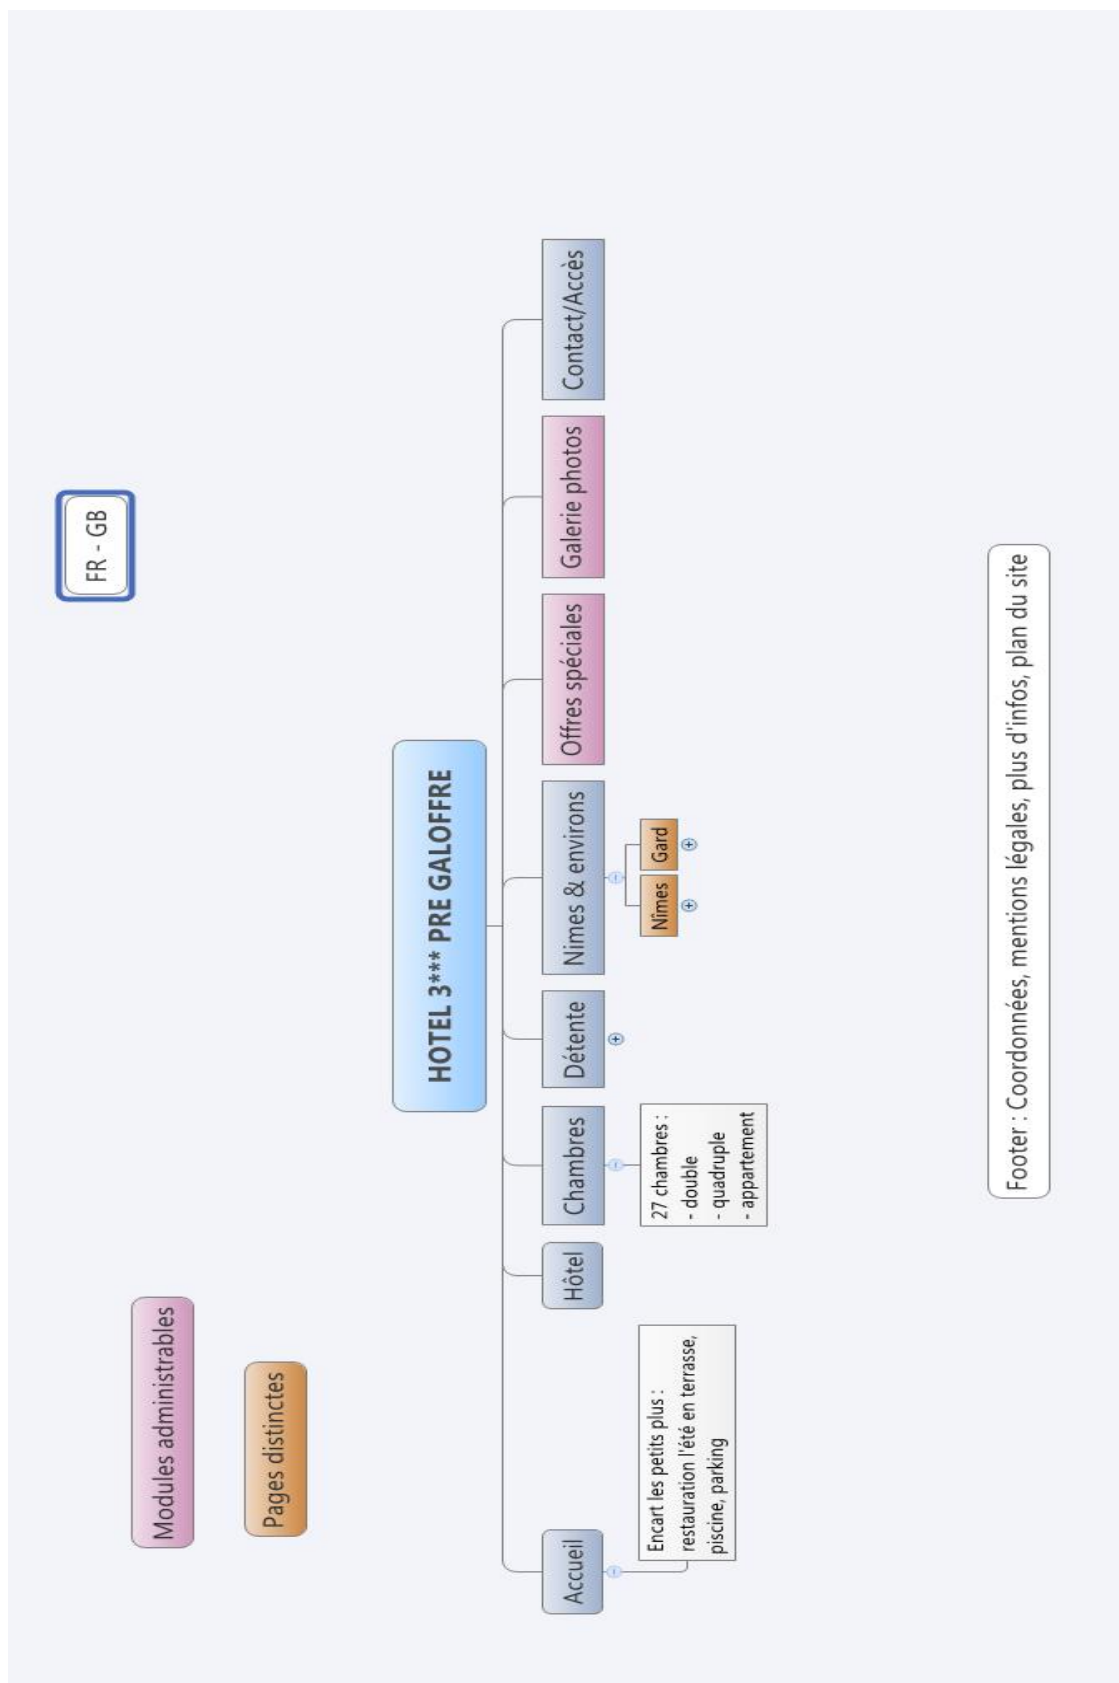 FR - GB
Modules administrables
Pages distinctes
HOTEL 3*** PRE GALOFFRE
Accueil
Hôtel
Chambres
Détente
Nimes & environs
Offres spéciales
Galerie photos
Contact/Accès
Encart les petits plus :
restauration l'été en terrasse,
piscine, parking
27 chambres :
- double
- quadruple
- appartement
Nîmes
Gard
Footer : Coordonnées, mentions légales, plus d'infos, plan du site